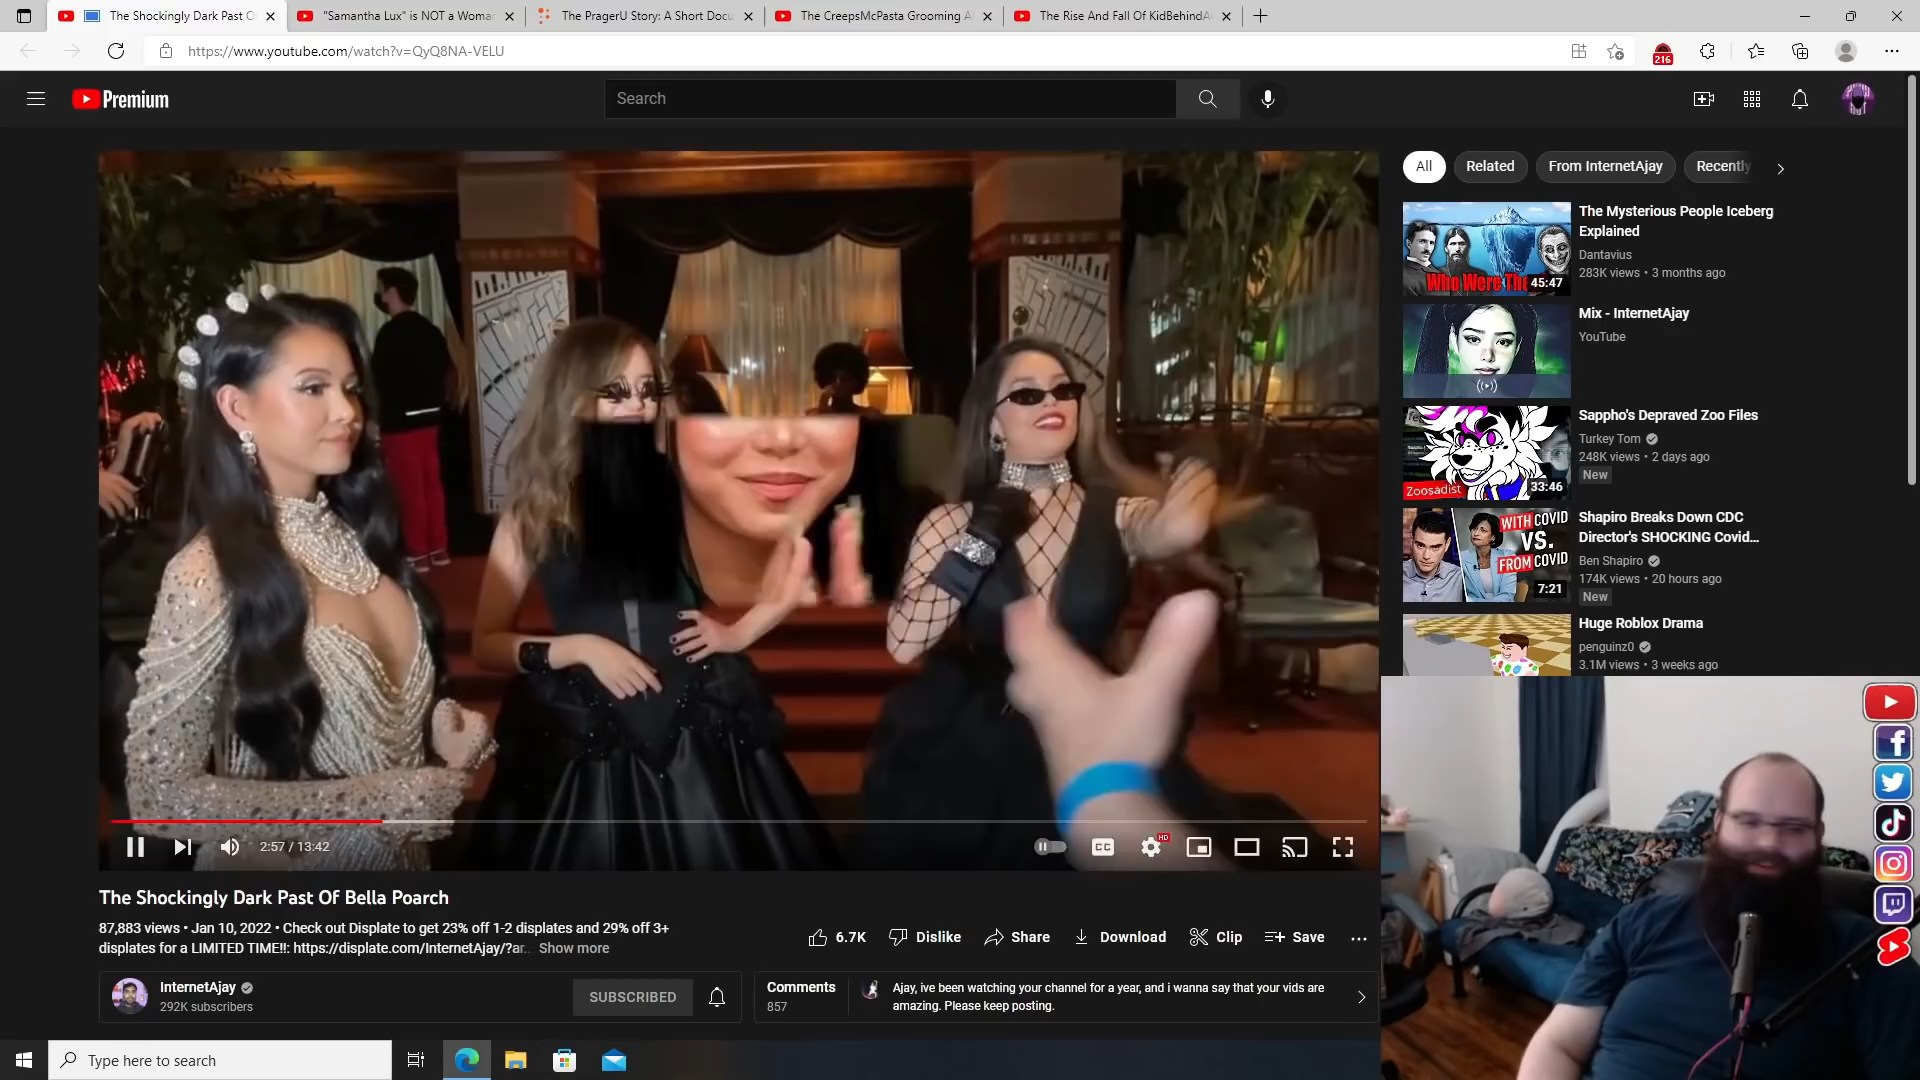 The Shockingly Dark Past O
"Samantha Lux" is NOT a Woma
The PragerU Story: A Short Docu
The CreepsMcPasta Grooming A
The Rise And Fall Of KidBehindA
https://www.youtube.com/watch?v=QyQ8NA-VELU
216
Premium
Search
All
Related
From InternetAjay
Recently
Who Were
45:47
The Mysterious People Iceberg
Explained
Dantavius
283K views • 3 months ago
Mix - InternetAjay
YouTube
Zoosadist
33:46
Sappho's Depraved Zoo Files
Turkey Tom
248K views • 2 days ago
New
WITH COVID
VS.
FROM COVID
7:21
Shapiro Breaks Down CDC
Director's SHOCKING Covid...
Ben Shapiro
174K views • 20 hours ago
New
Huge Roblox Drama
penguinz0
3.1M views • 3 weeks ago
2:57 / 13:42
CC
HD
The Shockingly Dark Past Of Bella Poarch
87,883 views • Jan 10, 2022 • Check out Displate to get 23% off 1-2 displates and 29% off 3+
displates for a LIMITED TIME!!: https://displate.com/InternetAjay/?ar... Show more
6.7K
Dislike
Share
Download
Clip
Save
InternetAjay
292K subscribers
SUBSCRIBED
Comments
857
Ajay, ive been watching your channel for a year, and i wanna say that your vids are
amazing. Please keep posting.
Type here to search